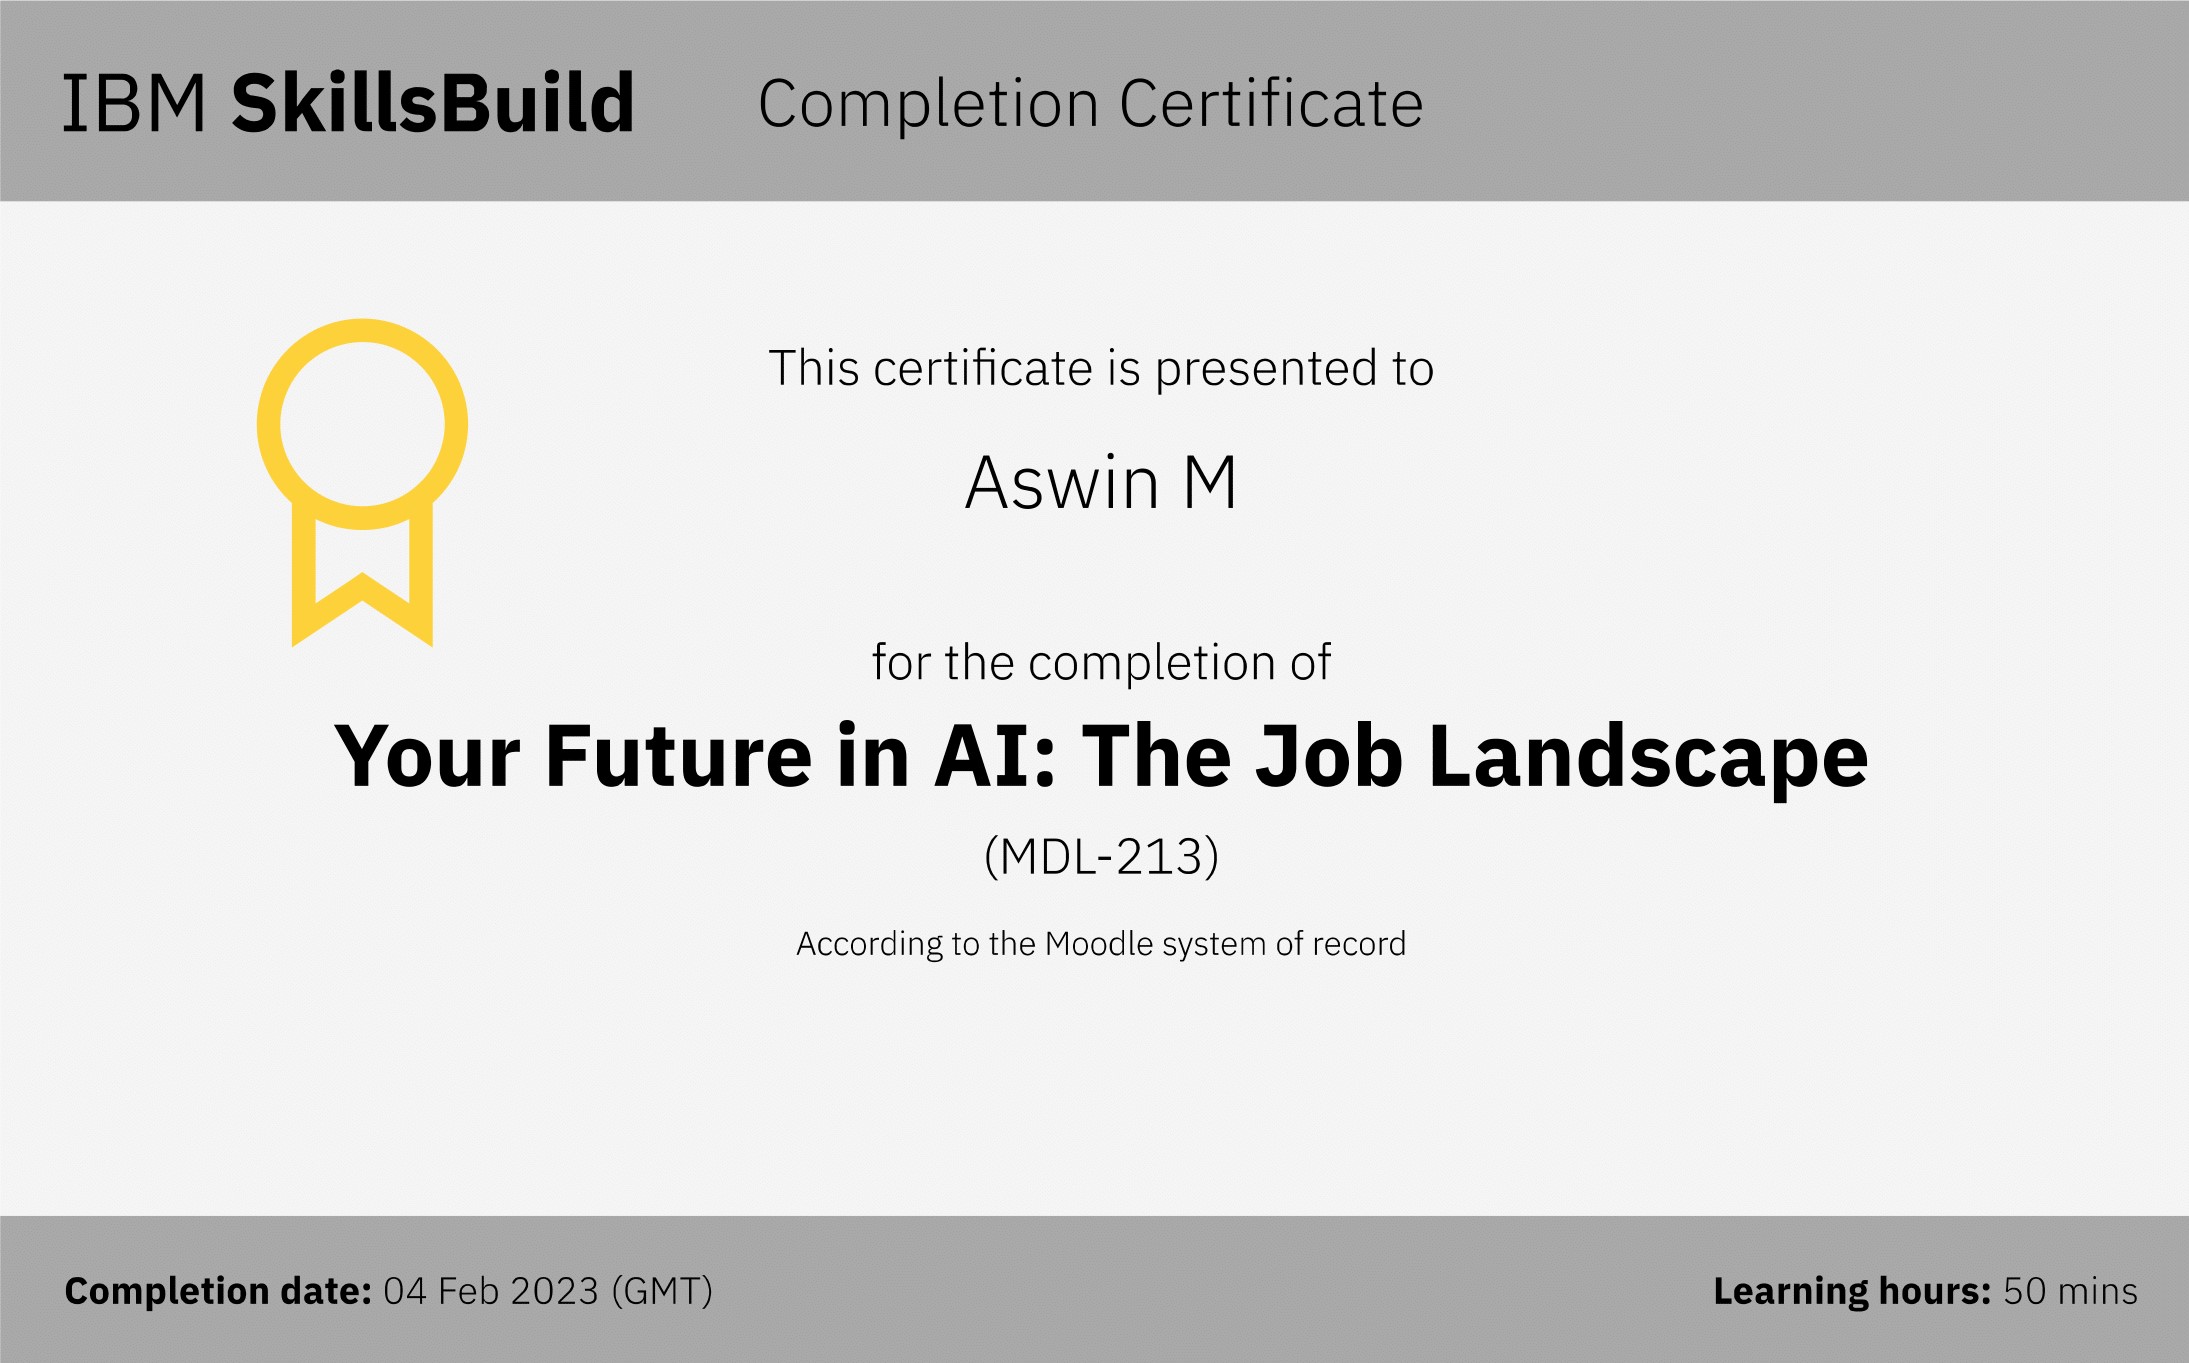 IBM SkillsBuild Completion Certificate
This certificate is presented to
Aswin M
for the completion of
Your Future in AI: The Job Landscape
(MDL-213)
According to the Moodle system of record
Completion date: 04 Feb 2023 (GMT) Learning hours: 50 mins